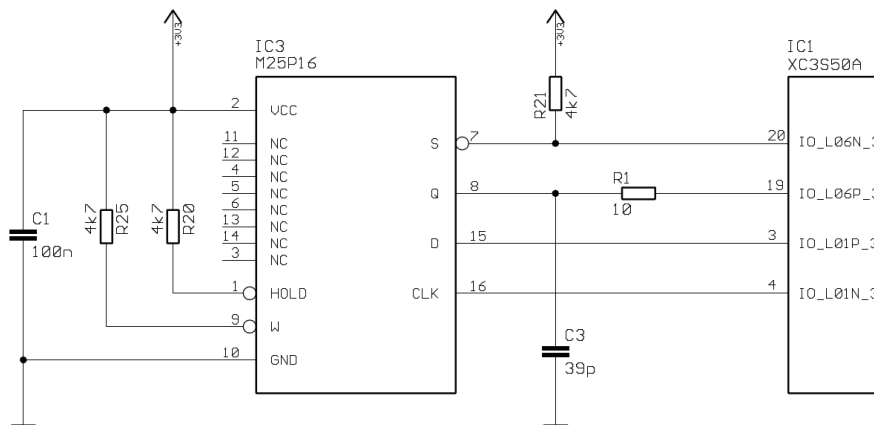 +3V3
+3V3
IC3
M25P16
IC1
XC3S50A
2 VCC
11 NC
12 NC
4 NC
5 NC
6 NC
13 NC
14 NC
3 NC
1 HOLD
9 W
10 GND
S 7
Q 8
D 15
CLK 16
R21
4k7
R1
10
20 IO_L06N_3
19 IO_L06P_3
3 IO_L01P_3
4 IO_L01N_3
C1
100n
4k7
R25
4k7
R20
C3
39p